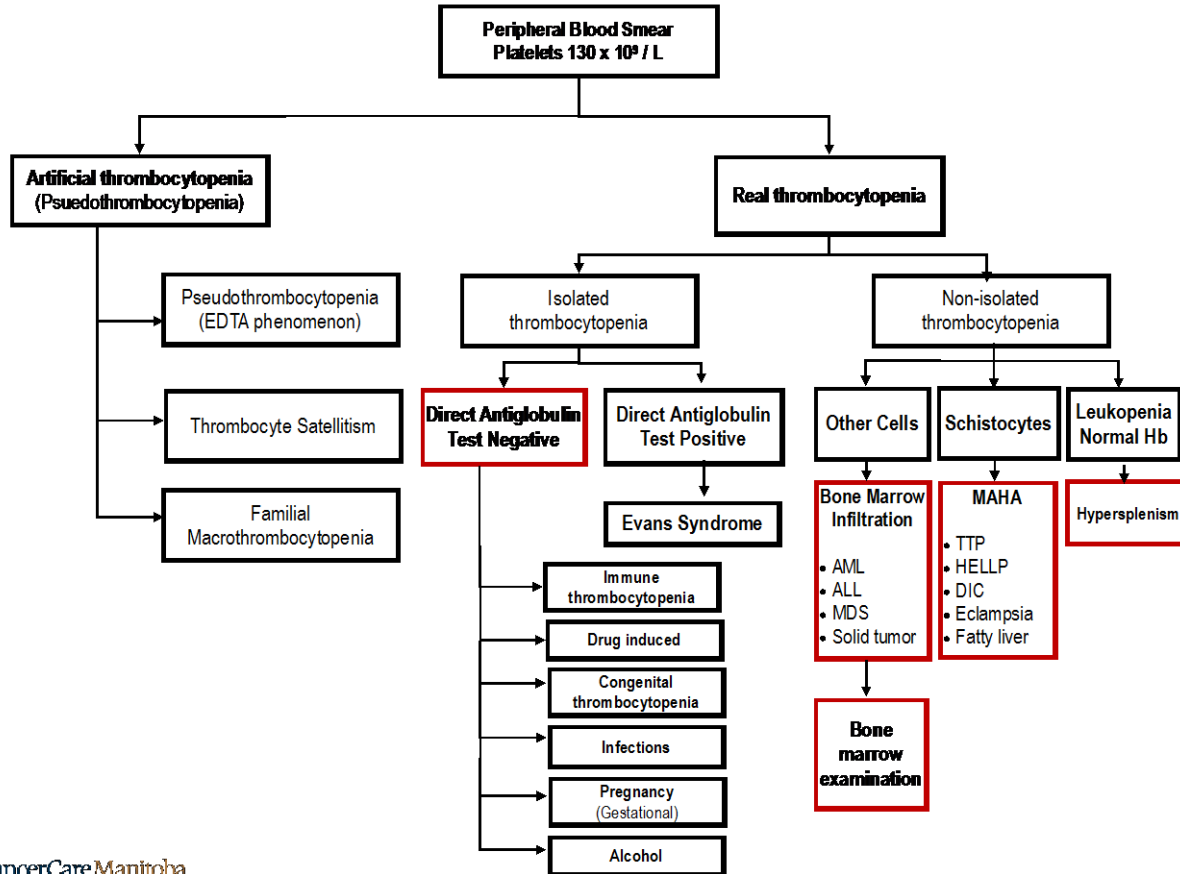 Peripheral Blood Smear
Platelets 130 x 10⁹ / L
Artificial thrombocytopenia
(Psuedothrombocytopenia)
Real thrombocytopenia
Pseudothrombocytopenia
(EDTA phenomenon)
Thrombocyte Satellitism
Familial
Macrothrombocytopenia
Isolated
thrombocytopenia
Non-isolated
thrombocytopenia
Direct Antiglobulin
Test Negative
Direct Antiglobulin
Test Positive
Evans Syndrome
Immune
thrombocytopenia
Drug induced
Congenital
thrombocytopenia
Infections
Pregnancy
(Gestational)
Alcohol
Other Cells
Schistocytes
Leukopenia
Normal Hb
Bone Marrow
Infiltration
• AML
• ALL
• MDS
• Solid tumor
MAHA
• TTP
• HELLP
• DIC
• Eclampsia
• Fatty liver
Hypersplenism
Bone
marrow
examination
ancerCare Manitoba